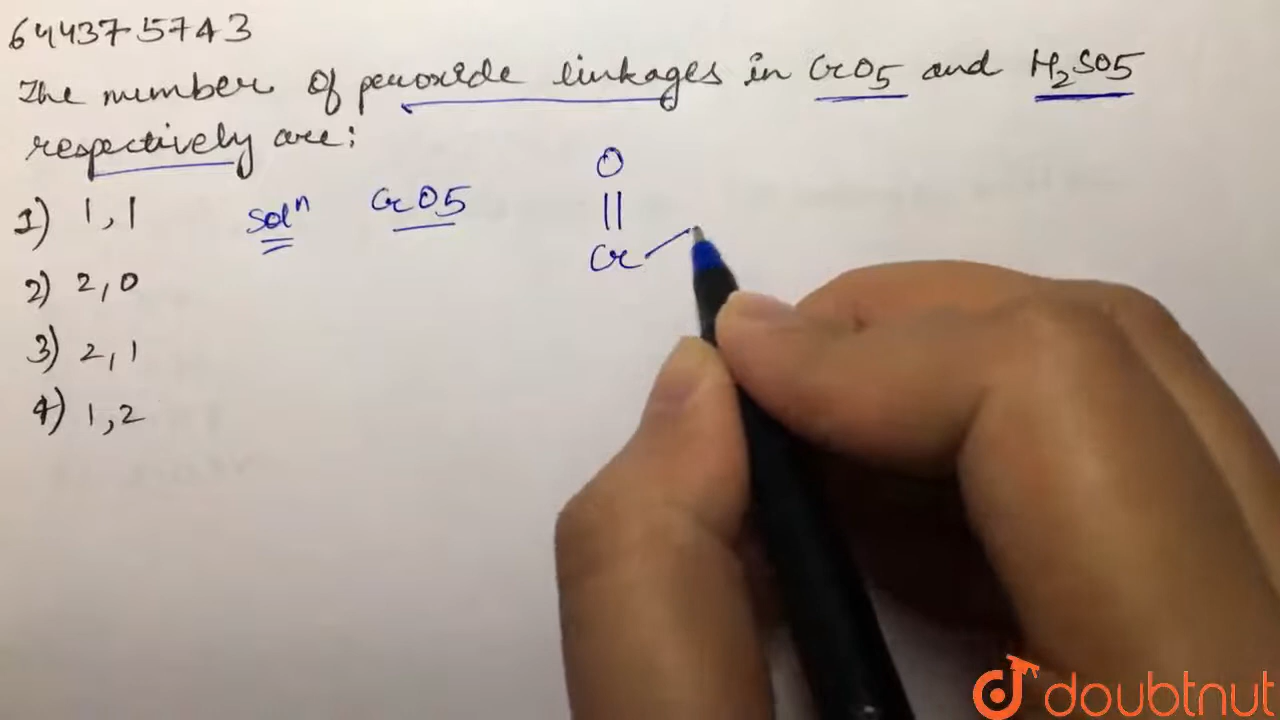 644375743
The number of peroxide linkages in CrO5 and H2SO5
respectively are:
1) 1,1
2) 2,0
3) 2,1
4) 1,2
Solⁿ
CrO5
O
||
Cr
doubtnut